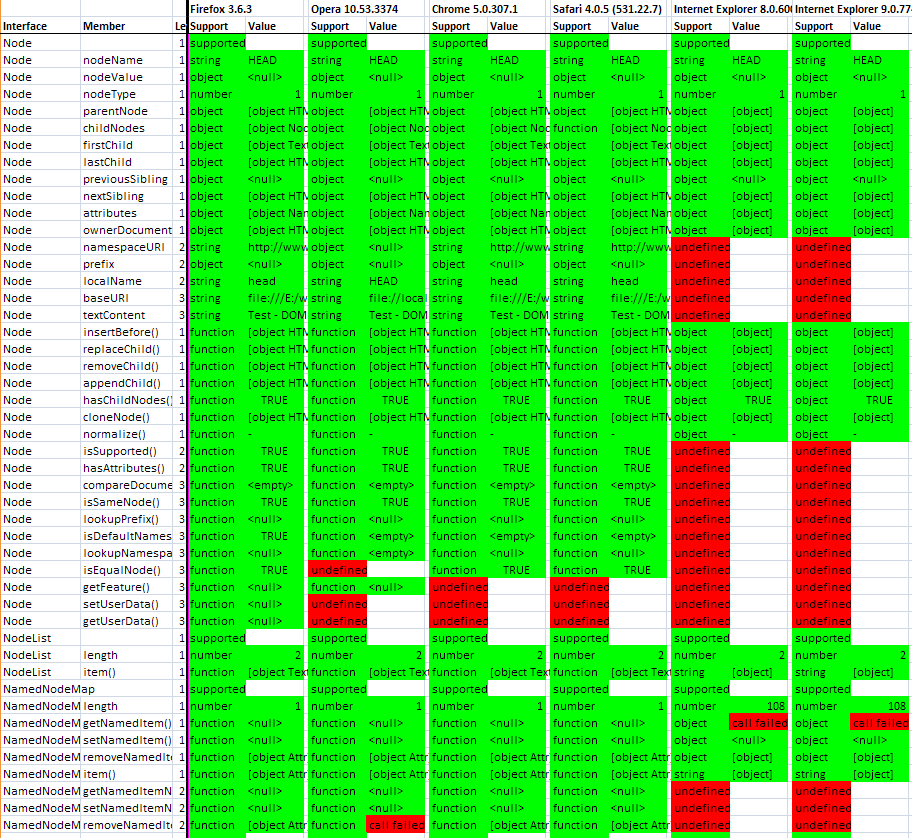 Firefox 3.6.3 Opera 10.53.3374 Chrome 5.0.307.1 Safari 4.0.5 (531.22.7) Internet Explorer 8.0.60 Internet Explorer 9.0.77
Interface Member Le Support Value Support Value Support Value Support Value Support Value Support Value
Node 1 supported supported supported supported supported supported
Node nodeName 1 string HEAD string HEAD string HEAD string HEAD string HEAD string HEAD
Node nodeValue 1 object <null> object <null> object <null> object <null> object <null> object <null>
Node nodeType 1 number 1 number 1 number 1 number 1 number 1 number 1
Node parentNode 1 object [object HTM object [object HTM object [object HTM object [object HTM object [object] object [object]
Node childNodes 1 object [object Noc object [object Noc object [object Noc function [object Noc object [object] object [object]
Node firstChild 1 object [object Text object [object Text object [object Text object [object Text object [object] object [object]
Node lastChild 1 object [object HTM object [object HTM object [object HTM object [object HTM object [object] object [object]
Node previousSibling 1 object <null> object <null> object <null> object <null> object <null> object <null>
Node nextSibling 1 object [object HTM object [object HTM object [object HTM object [object HTM object [object] object [object]
Node attributes 1 object [object Nan object [object Nan object [object Nan object [object Nan object [object] object [object]
Node ownerDocument 1 object [object HTM object [object HTM object [object HTM object [object HTM object [object] object [object]
Node namespaceURI 2 string http://www object <null> string http://www string http://www undefined undefined
Node prefix 2 object <null> object <null> object <null> object <null> undefined undefined
Node localName 2 string head string HEAD string head string head undefined undefined
Node baseURI 3 string file:///E:/w string file://local string file:///E:/w string file:///E:/w undefined undefined
Node textContent 3 string Test - DOM string Test - DOM string Test - DOM string Test - DOM undefined undefined
Node insertBefore() 1 function [object HTM function [object HTM function [object HTM function [object HTM object [object] object [object]
Node replaceChild() 1 function [object HTM function [object HTM function [object HTM function [object HTM object [object] object [object]
Node removeChild() 1 function [object HTM function [object HTM function [object HTM function [object HTM object [object] object [object]
Node appendChild() 1 function [object HTM function [object HTM function [object HTM function [object HTM object [object] object [object]
Node hasChildNodes() 1 function TRUE function TRUE function TRUE function TRUE object TRUE object TRUE
Node cloneNode() 1 function [object HTM function [object HTM function [object HTM function [object HTM object [object] object [object]
Node normalize() 1 function - function - function - function - object - object -
Node isSupported() 2 function TRUE function TRUE function TRUE function TRUE undefined undefined
Node hasAttributes() 2 function TRUE function TRUE function TRUE function TRUE undefined undefined
Node compareDocume 3 function <empty> function <empty> function <empty> function <empty> undefined undefined
Node isSameNode() 3 function TRUE function TRUE function TRUE function TRUE undefined undefined
Node lookupPrefix() 3 function <null> function <null> function <null> function <null> undefined undefined
Node isDefaultNames 3 function TRUE function <empty> function <empty> function <empty> undefined undefined
Node lookupNamespa 3 function <null> function <empty> function <null> function <null> undefined undefined
Node isEqualNode() 3 function TRUE undefined function TRUE function TRUE undefined undefined
Node getFeature() 3 function <null> function <null> undefined undefined undefined undefined
Node setUserData() 3 function <null> undefined undefined undefined undefined undefined
Node getUserData() 3 function <null> undefined undefined undefined undefined undefined
NodeList 1 supported supported supported supported supported supported
NodeList length 1 number 2 number 2 number 2 number 2 number 2 number 2
NodeList item() 1 function [object Text function [object Text function [object Text function [object Text string [object] string [object]
NamedNodeMap 1 supported supported supported supported supported supported
NamedNodeM length 1 number 1 number 1 number 1 number 1 number 108 number 108
NamedNodeM getNamedItem() 1 function <null> function <null> function <null> function <null> object call failed object call failed
NamedNodeM setNamedItem() 1 function <null> function <null> function <null> function <null> object <null> object <null>
NamedNodeM removeNamedIt 1 function [object Attr function [object Attr function [object Attr function [object Attr object [object] object [object]
NamedNodeM item() 1 function [object Attr function [object Attr function [object Attr function [object Attr string [object] string [object]
NamedNodeM getNamedItemN 2 function <null> function <null> function <null> function <null> undefined undefined
NamedNodeM setNamedItemN 2 function <null> function <null> function <null> function <null> undefined undefined
NamedNodeM removeNamedIt 2 function [object Attr function call failed function [object Attr function [object Attr undefined undefined